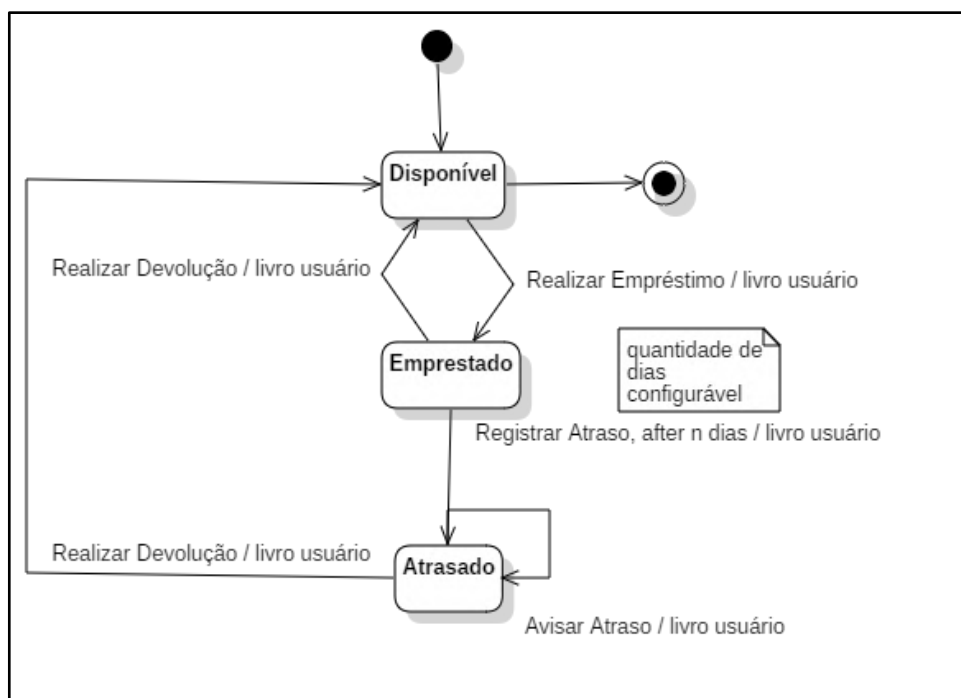 Disponível
Realizar Devolução / livro usuário
Realizar Empréstimo / livro usuário
Emprestado
quantidade de
dias
configurável
Registrar Atraso, after n dias / livro usuário
Realizar Devolução / livro usuário
Atrasado
Avisar Atraso / livro usuário